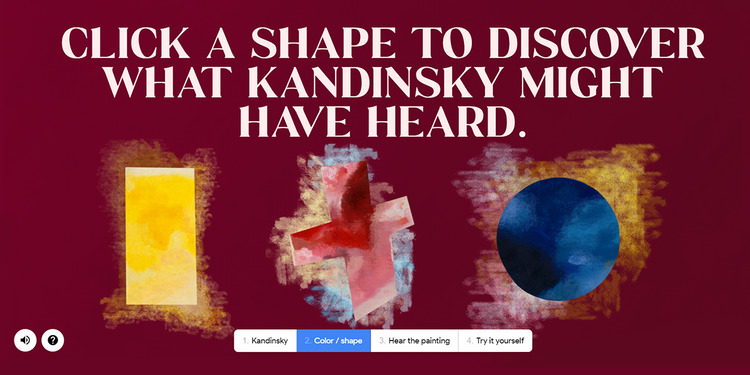 CLICK A SHAPE TO DISCOVER
WHAT KANDINSKY MIGHT
HAVE HEARD.
1. Kandinsky 2. Color / shape 3. Hear the painting 4. Try it yourself
?